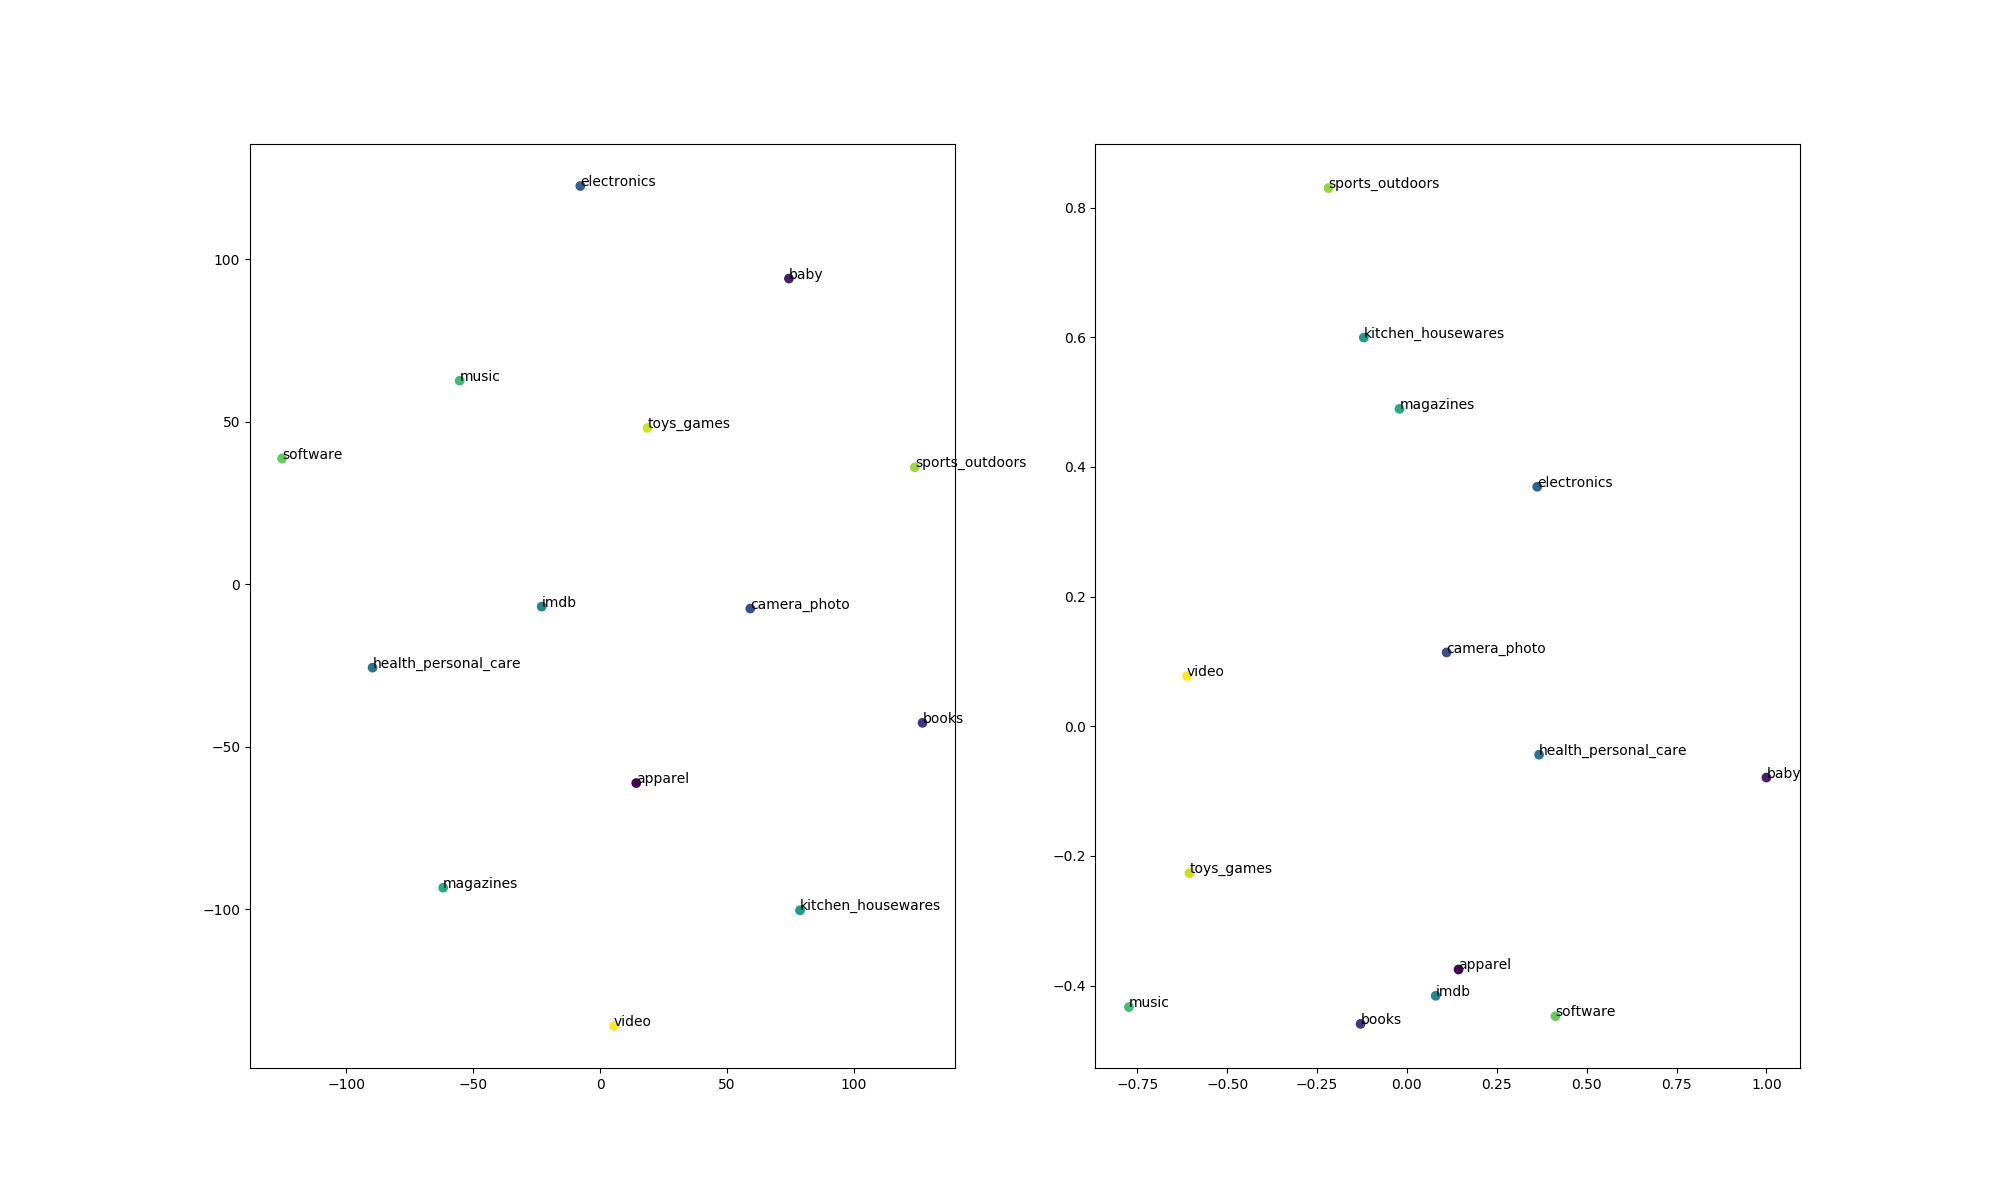 electronics
baby
music
toys_games
software
sports_outdoors
imdb
camera_photo
health_personal_care
books
apparel
magazines
kitchen_housewares
video
100
50
0
−50
−100
−100
−50
0
50
100
sports_outdoors
kitchen_housewares
magazines
electronics
camera_photo
video
health_personal_care
baby
toys_games
apparel
imdb
music
software
books
0.8
0.6
0.4
0.2
0.0
−0.2
−0.4
−0.75
−0.50
−0.25
0.00
0.25
0.50
0.75
1.00